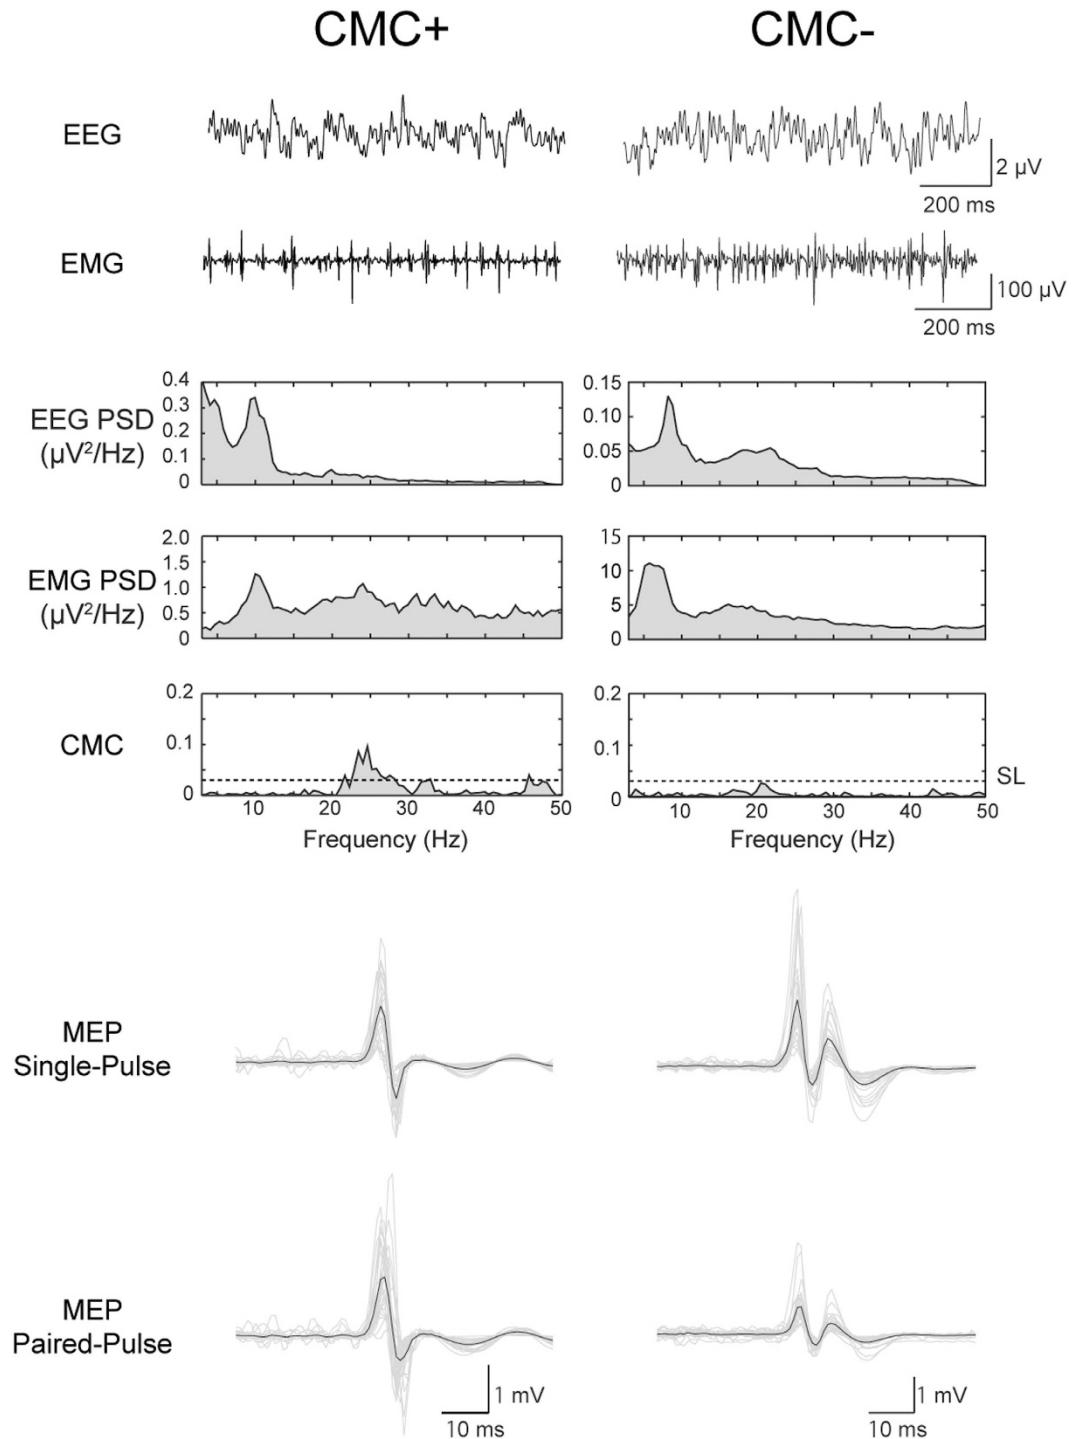 CMC+ CMC-
EEG
2 µV
200 ms
EMG
100 µV
200 ms
EEG PSD
(µV²/Hz)
0.4
0.3
0.2
0.1
0
0.15
0.10
0.05
0
EMG PSD
(µV²/Hz)
2.0
1.5
1.0
0.5
0
15
10
5
0
CMC
0.2
0.1
0
10 20 30 40 50
Frequency (Hz)
0.2
0.1
0
SL
10 20 30 40 50
Frequency (Hz)
MEP
Single-Pulse
MEP
Paired-Pulse
1 mV
10 ms
1 mV
10 ms